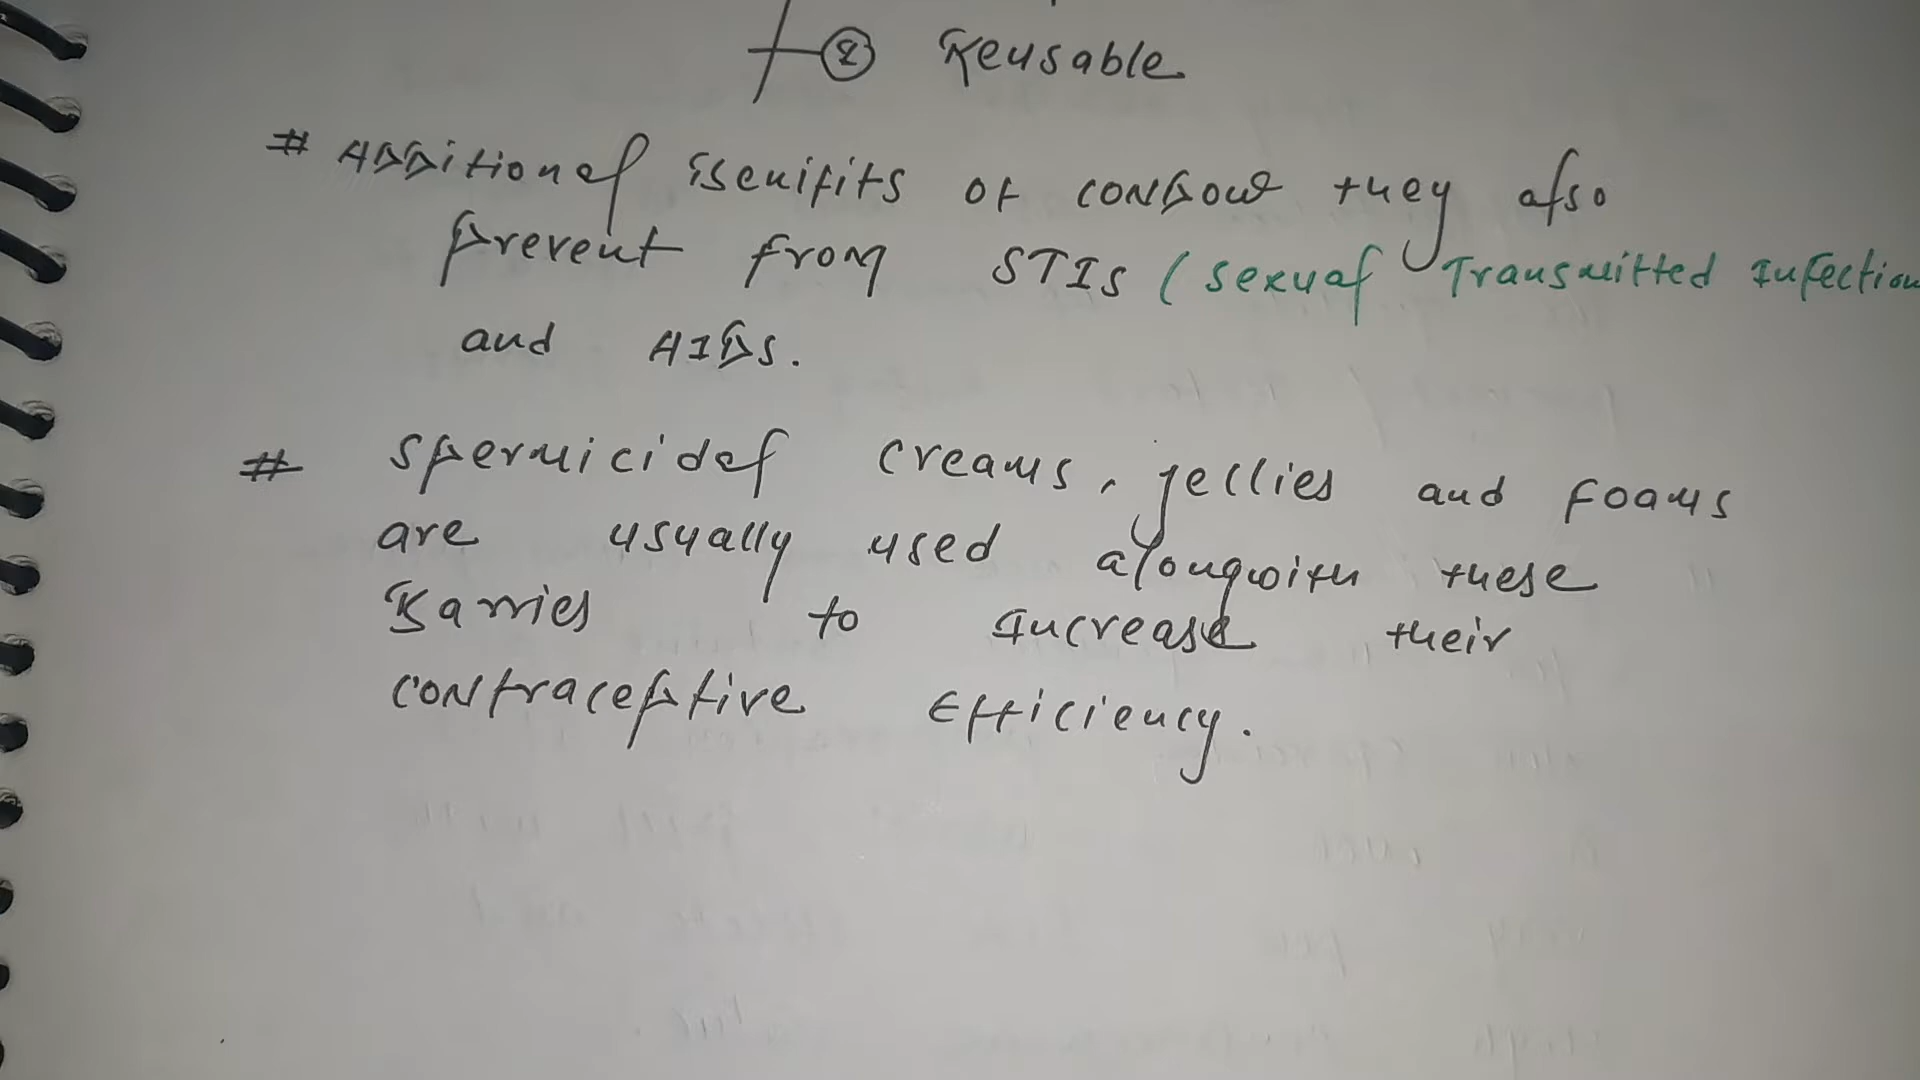 ② Reusable
# Additional Benifits of condom they also
prevent from STIs (Sexual Transmitted Infection
and AIDs.
# Spermicidal creams, jellies and foams
are usually used alongwith these
Barries to increase their
contraceptive Efficiency.